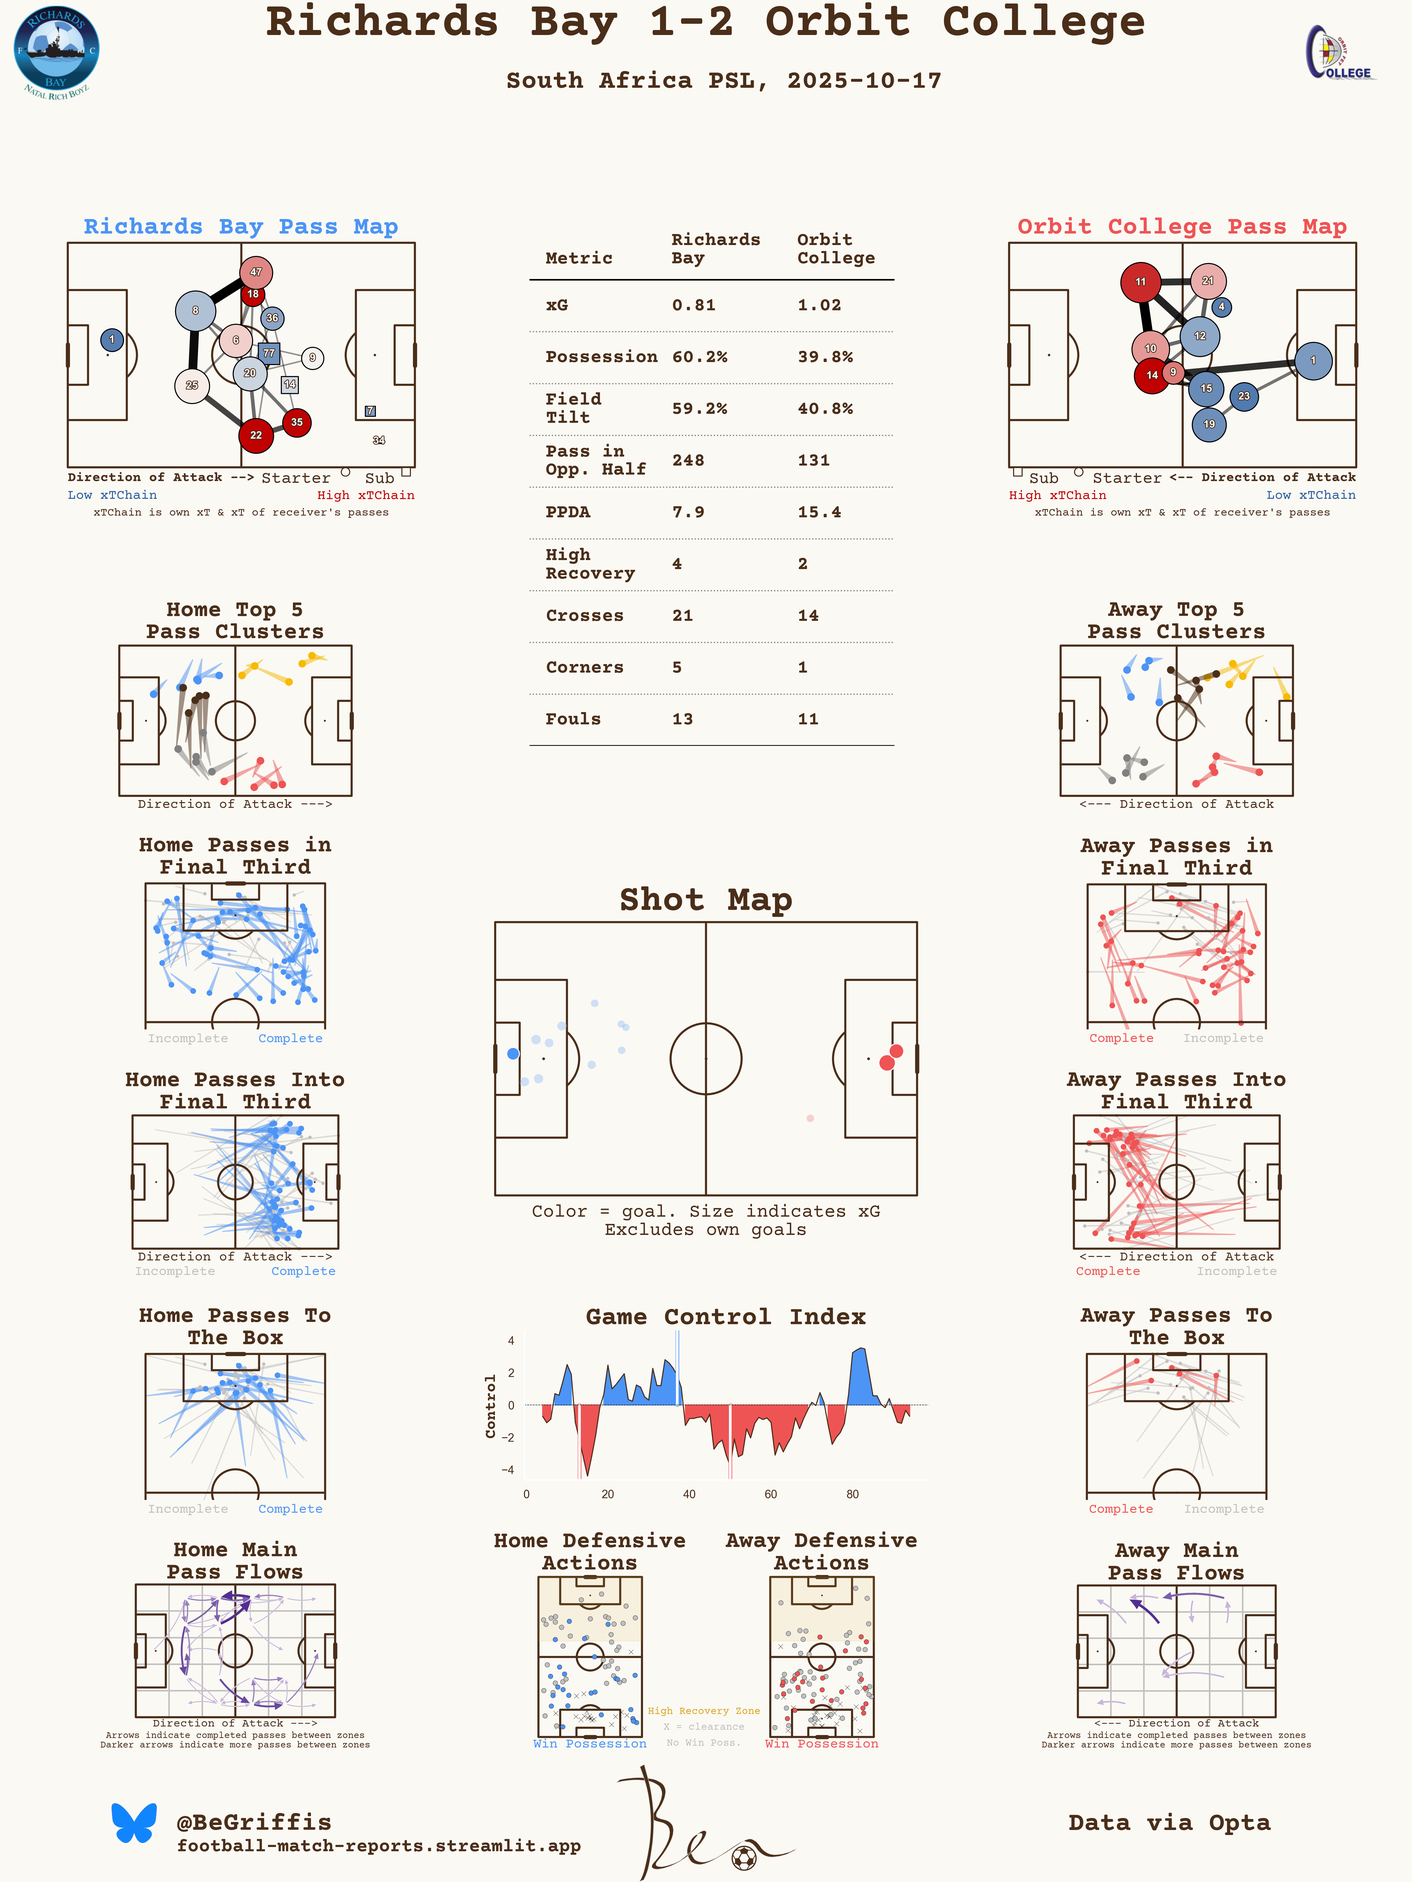 Richards Bay 1-2 Orbit College
South Africa PSL, 2025-10-17
RICHARDS
F C
BAY
NATAL RICH BOYZ
COLLEGE
Richards Bay Pass Map
47
18
8
36
6
1
77
9
20
14
25
35
22
7
34
Direction of Attack --> Starter Sub
Low xTChain High xTChain
xTChain is own xT & xT of receiver's passes
Metric Richards Bay Orbit College
xG 0.81 1.02
Possession 60.2% 39.8%
Field Tilt 59.2% 40.8%
Pass in Opp. Half 248 131
PPDA 7.9 15.4
High Recovery 4 2
Crosses 21 14
Corners 5 1
Fouls 13 11
Orbit College Pass Map
11
21
4
12
10
1
14
9
15
23
19
Sub Starter <-- Direction of Attack
High xTChain Low xTChain
xTChain is own xT & xT of receiver's passes
Home Top 5
Pass Clusters
Direction of Attack --->
Away Top 5
Pass Clusters
<--- Direction of Attack
Home Passes in
Final Third
Incomplete Complete
Away Passes in
Final Third
Complete Incomplete
Shot Map
Color = goal. Size indicates xG
Excludes own goals
Home Passes Into
Final Third
Direction of Attack --->
Incomplete Complete
Away Passes Into
Final Third
<--- Direction of Attack
Complete Incomplete
Home Passes To
The Box
Incomplete Complete
Game Control Index
Control
4
2
0
−2
−4
0 20 40 60 80
Away Passes To
The Box
Complete Incomplete
Home Main
Pass Flows
Direction of Attack --->
Arrows indicate completed passes between zones
Darker arrows indicate more passes between zones
Home Defensive
Actions
Win Possession
Away Defensive
Actions
Win Possession
High Recovery Zone
X = clearance
No Win Poss.
Away Main
Pass Flows
<--- Direction of Attack
Arrows indicate completed passes between zones
Darker arrows indicate more passes between zones
@BeGriffis
football-match-reports.streamlit.app
Ben
Data via Opta